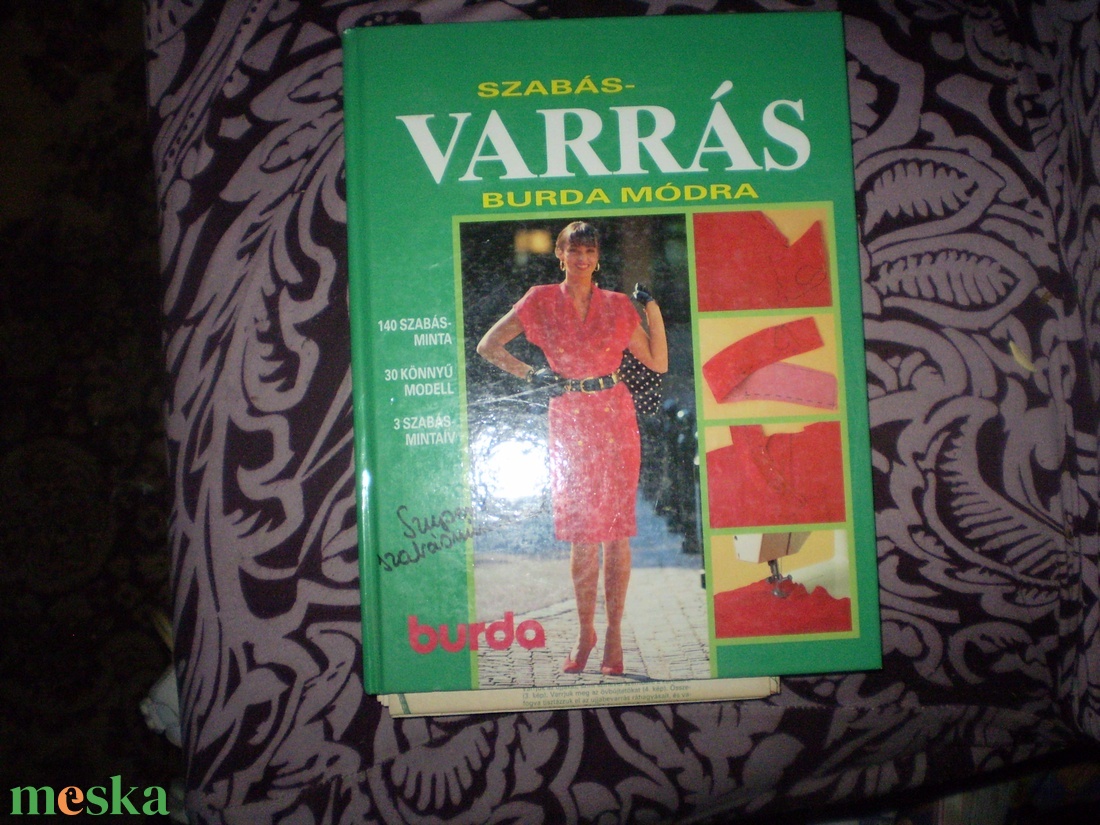 SZABÁS-
VARRÁS
BURDA MÓDRA
140 SZABÁS-
MINTA
30 KÖNNYŰ
MODELL
3 SZABÁS-
MINTAÍV
burda
meska